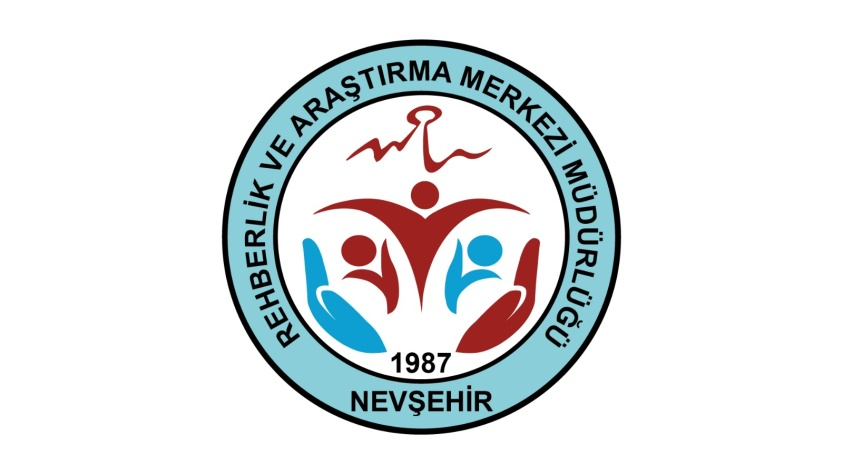 REHBERLİK VE ARAŞTIRMA MERKEZİ MÜDÜRLÜĞÜ
1987
NEVŞEHİR